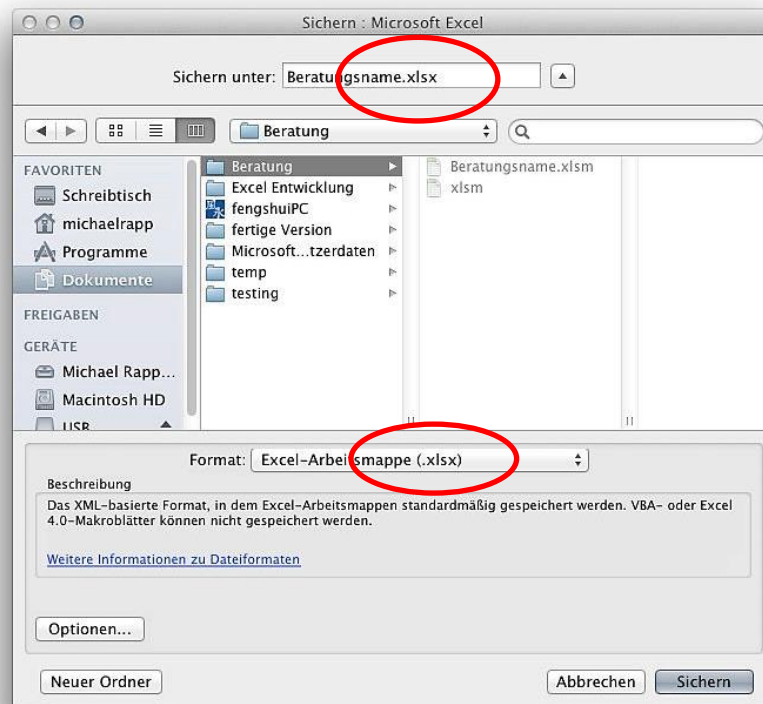 Sichern : Microsoft Excel
Sichern unter: Beratungsname.xlsx
Beratung
FAVORITEN
Schreibtisch
michaelrapp
Programme
Dokumente
FREIGABEN
GERÄTE
Michael Rapp...
Macintosh HD
USB
Beratung
Excel Entwicklung
fengshuiPC
fertige Version
Microsoft...tzerdaten
temp
testing
Beratungsname.xlsm
xlsm
Format: Excel-Arbeitsmappe (.xlsx)
Beschreibung
Das XML-basierte Format, in dem Excel-Arbeitsmappen standardmäßig gespeichert werden. VBA- oder Excel
4.0-Makroblätter können nicht gespeichert werden.
Weitere Informationen zu Dateiformaten
Optionen...
Neuer Ordner
Abbrechen
Sichern